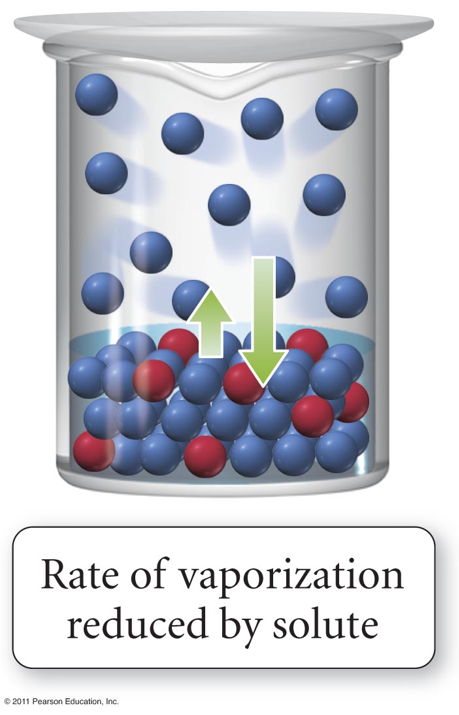 Rate of vaporization
reduced by solute
© 2011 Pearson Education, Inc.